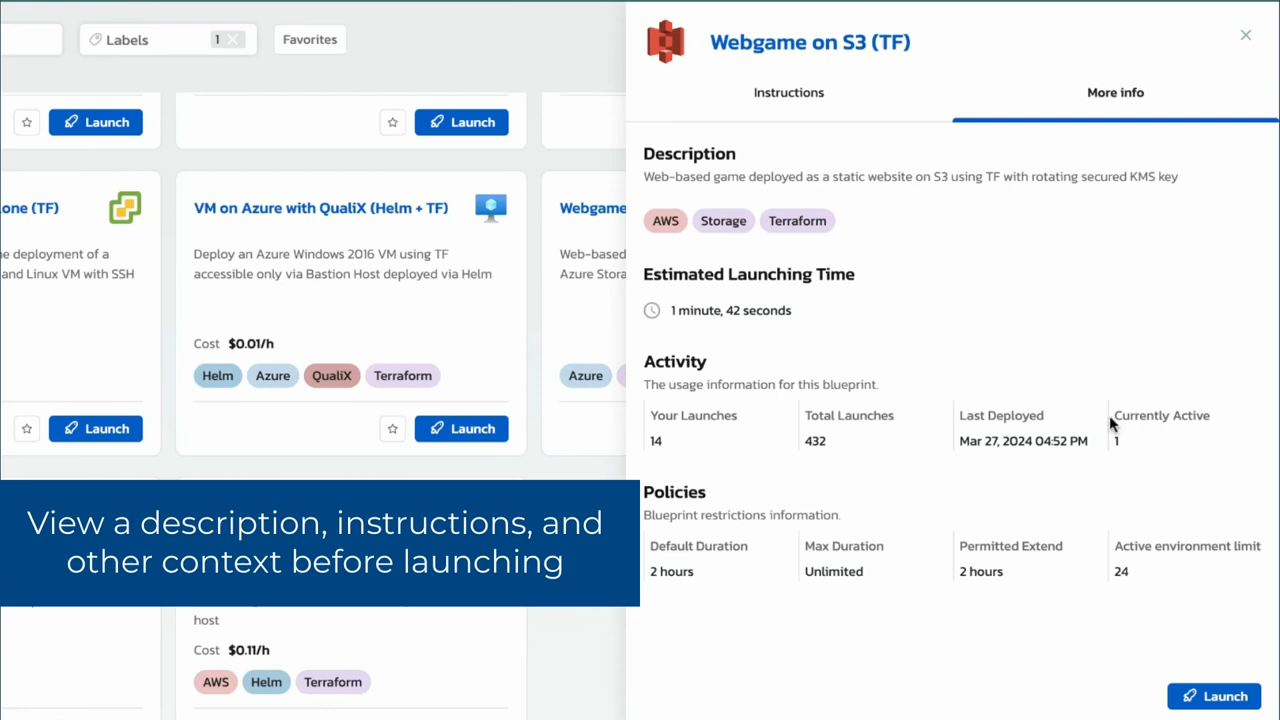 Labels 1
Favorites
Launch
Launch
one (TF)
e deployment of a
and Linux VM with SSH
Launch
VM on Azure with QualiX (Helm + TF)
Deploy an Azure Windows 2016 VM using TF
accessible only via Bastion Host deployed via Helm
Cost $0.01/h
Helm Azure QualiX Terraform
Launch
Webgame
Web-based
Azure Stora
Azure
View a description, instructions, and
other context before launching
host
Cost $0.11/h
AWS Helm Terraform
Webgame on S3 (TF)
Instructions More info
Description
Web-based game deployed as a static website on S3 using TF with rotating secured KMS key
AWS Storage Terraform
Estimated Launching Time
1 minute, 42 seconds
Activity
The usage information for this blueprint.
Your Launches Total Launches Last Deployed Currently Active
14 432 Mar 27, 2024 04:52 PM 1
Policies
Blueprint restrictions information.
Default Duration Max Duration Permitted Extend Active environment limit
2 hours Unlimited 2 hours 24
Launch